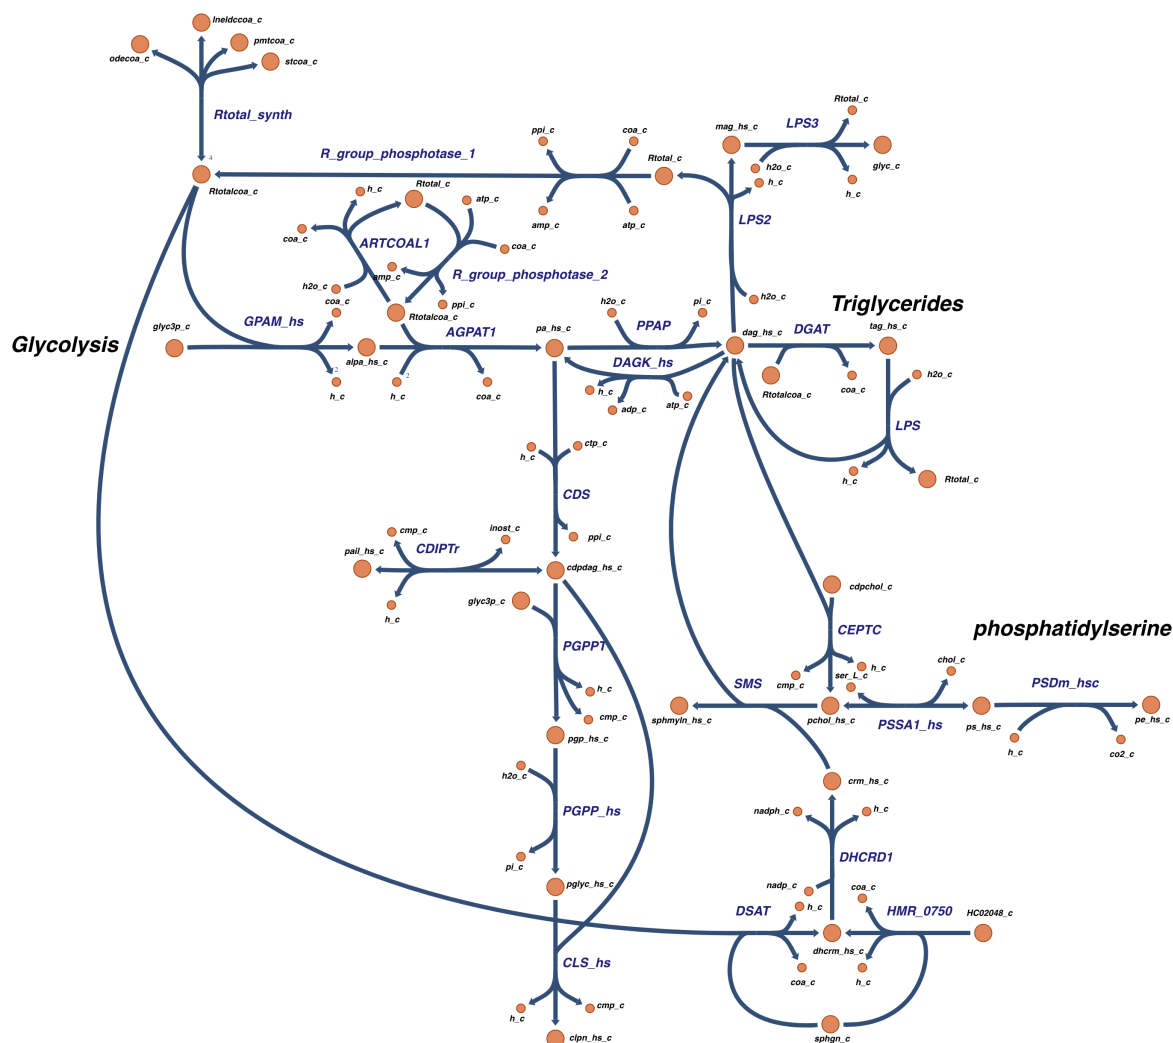 lneldccoa_c
odecoa_c
pmtcoa_c
stcoa_c
Rtotal_synth
4
Rtotalcoa_c
R_group_phosphotase_1
ppi_c
coa_c
Rtotal_c
amp_c
atp_c
mag_hs_c
LPS3
Rtotal_c
h2o_c
glyc_c
h_c
h_c
LPS2
h2o_c
h_c
Rtotal_c
atp_c
coa_c
ARTCOAL1
coa_c
amp_c
R_group_phosphotase_2
h2o_c
coa_c
ppi_c
Rtotalcoa_c
Triglycerides
Glycolysis
glyc3p_c
GPAM_hs
2
h_c
alpa_hs_c
AGPAT1
2
h_c
coa_c
pa_hs_c
h2o_c
PPAP
pi_c
DAGK_hs
h_c
adp_c
atp_c
dag_hs_c
DGAT
tag_hs_c
Rtotalcoa_c
coa_c
h2o_c
LPS
h_c
Rtotal_c
h_c
ctp_c
CDS
ppi_c
cmp_c
CDIPTr
inost_c
pail_hs_c
h_c
cdpdag_hs_c
glyc3p_c
PGPPT
h_c
cmp_c
pgp_hs_c
h2o_c
PGPP_hs
pi_c
pglyc_hs_c
CLS_hs
h_c
cmp_c
clpn_hs_c
cdpchol_c
CEPTC
cmp_c
h_c
ser_L_c
phosphatidylserine
chol_c
PSDm_hsc
SMS
sphmyln_hs_c
pchol_hs_c
PSSA1_hs
ps_hs_c
h_c
co2_c
pe_hs_c
crm_hs_c
nadph_c
h_c
DHCRD1
nadp_c
coa_c
DSAT
h_c
HMR_0750
HC02048_c
dhcrm_hs_c
coa_c
h_c
sphgn_c